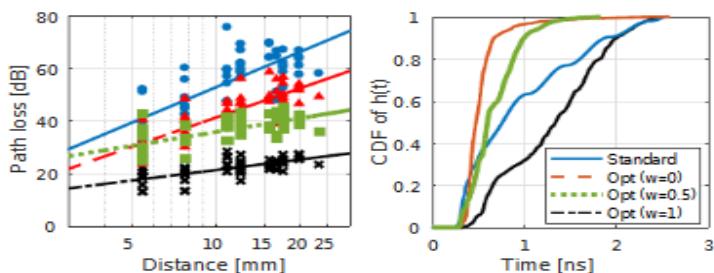 80
60
40
20
0
Path loss [dB]
5
10
15
20
25
Distance [mm]
1
0.8
0.6
0.4
0.2
0
CDF of h(t)
Standard
Opt (w=0)
Opt (w=0.5)
Opt (w=1)
0
1
2
3
Time [ns]